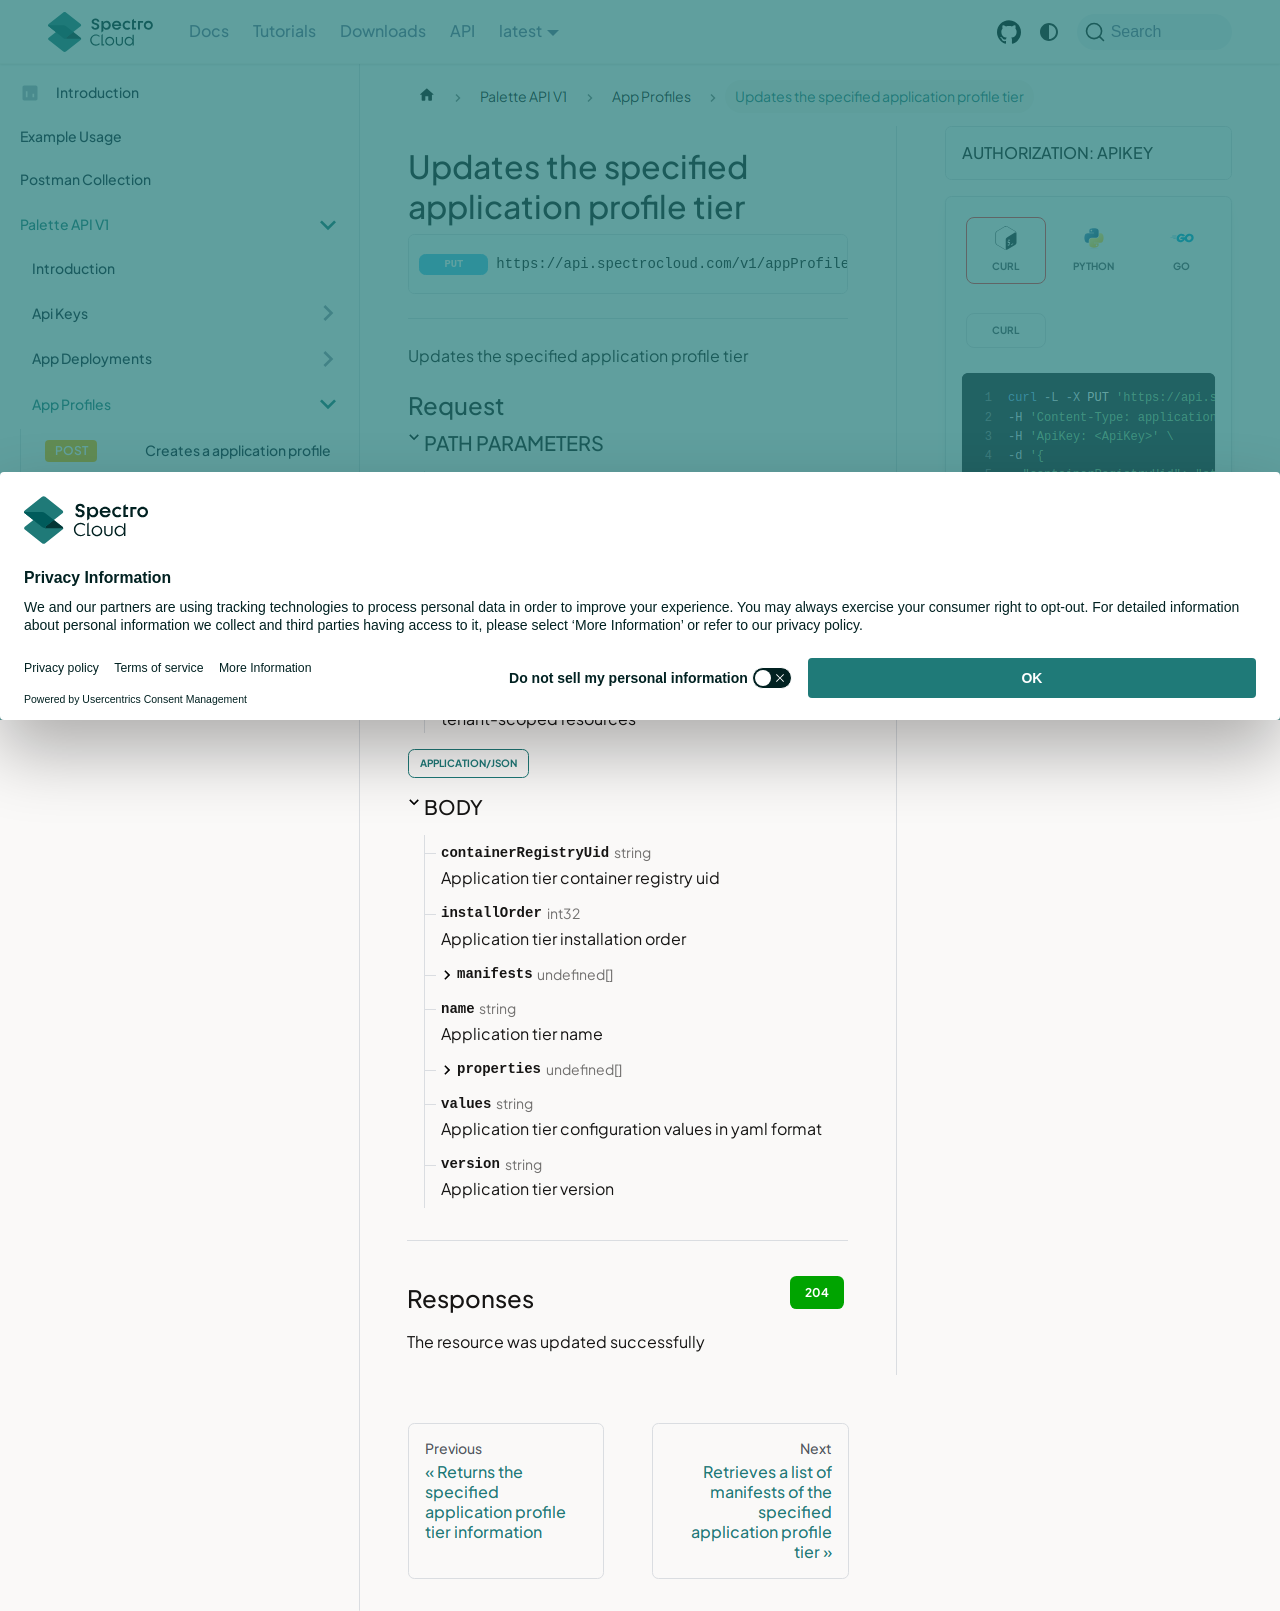 Spectro Cloud
Docs
Tutorials
Downloads
API
latest
Search
Introduction
Example Usage
Postman Collection
Palette API V1
Introduction
Api Keys
App Deployments
App Profiles
POST Creates a application profile
Palette API V1
App Profiles
Updates the specified application profile tier
Updates the specified
application profile tier
PUT https://api.spectrocloud.com/v1/appProfile
Updates the specified application profile tier
Request
PATH PARAMETERS
AUTHORIZATION: APIKEY
CURL
PYTHON
GO
CURL
1 curl -L -X PUT 'https://api.s
2 -H 'Content-Type: application
3 -H 'ApiKey: <ApiKey>' \
4 -d '{
Spectro
Cloud
Privacy Information
We and our partners are using tracking technologies to process personal data in order to improve your experience. You may always exercise your consumer right to opt-out. For detailed information
about personal information we collect and third parties having access to it, please select ‘More Information’ or refer to our privacy policy.
Privacy policy
Terms of service
More Information
Do not sell my personal information
OK
Powered by Usercentrics Consent Management
tenant-scoped resources
APPLICATION/JSON
BODY
containerRegistryUid string
Application tier container registry uid
installOrder int32
Application tier installation order
manifests undefined[]
name string
Application tier name
properties undefined[]
values string
Application tier configuration values in yaml format
version string
Application tier version
Responses
204
The resource was updated successfully
Previous
« Returns the
specified
application profile
tier information
Next
Retrieves a list of
manifests of the
specified
application profile
tier »